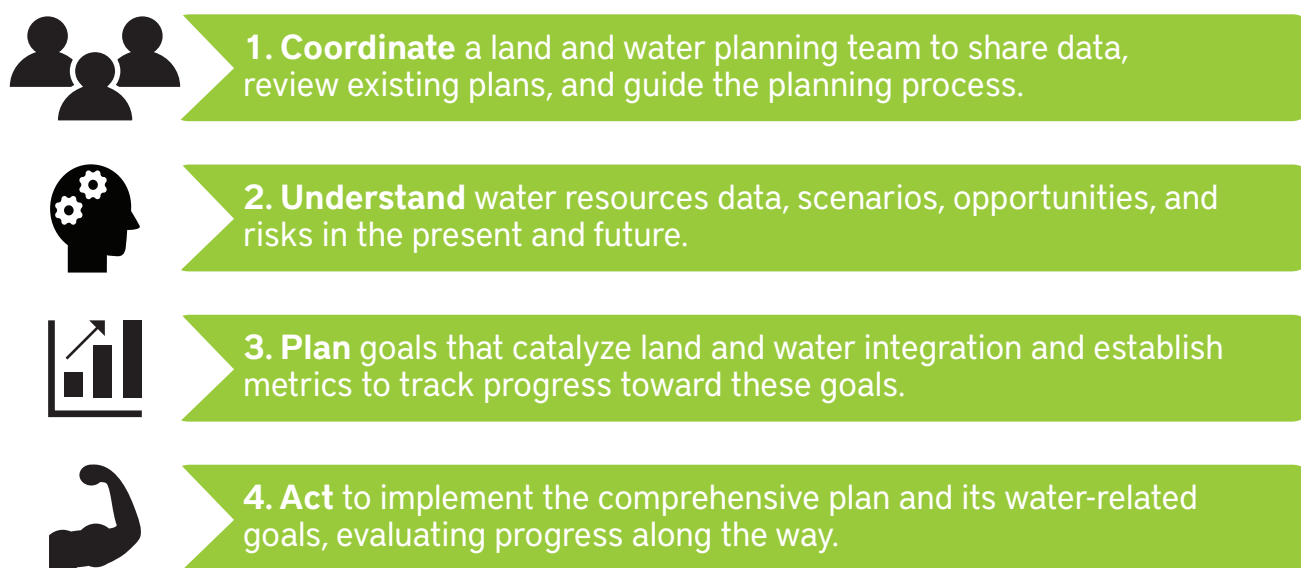 1. Coordinate a land and water planning team to share data,
review existing plans, and guide the planning process.
2. Understand water resources data, scenarios, opportunities, and
risks in the present and future.
3. Plan goals that catalyze land and water integration and establish
metrics to track progress toward these goals.
4. Act to implement the comprehensive plan and its water-related
goals, evaluating progress along the way.